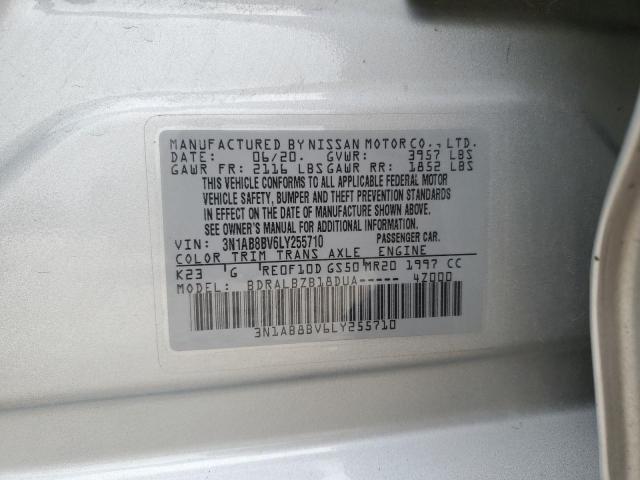 MANUFACTURED BY NISSAN MOTOR CO., LTD.
DATE: 06/20. GVWR: 3957 LBS
GAWR FR: 2116 LBS GAWR RR: 1852 LBS
THIS VEHICLE CONFORMS TO ALL APPLICABLE FEDERAL MOTOR
VEHICLE SAFETY, BUMPER AND THEFT PREVENTION STANDARDS
IN EFFECT ON THE DATE OF MANUFACTURE SHOWN ABOVE.
SEE OWNER'S MANUAL FOR ADDITIONAL INFORMATION
VIN: 3N1AB8BV6LY255710 PASSENGER CAR.
COLOR TRIM TRANS AXLE ENGINE
K23 G RE0F10D GS50 MR20 1997 CC
MODEL: BDRALBZB18DUA----- 4Z000
3N1AB8BV6LY255710